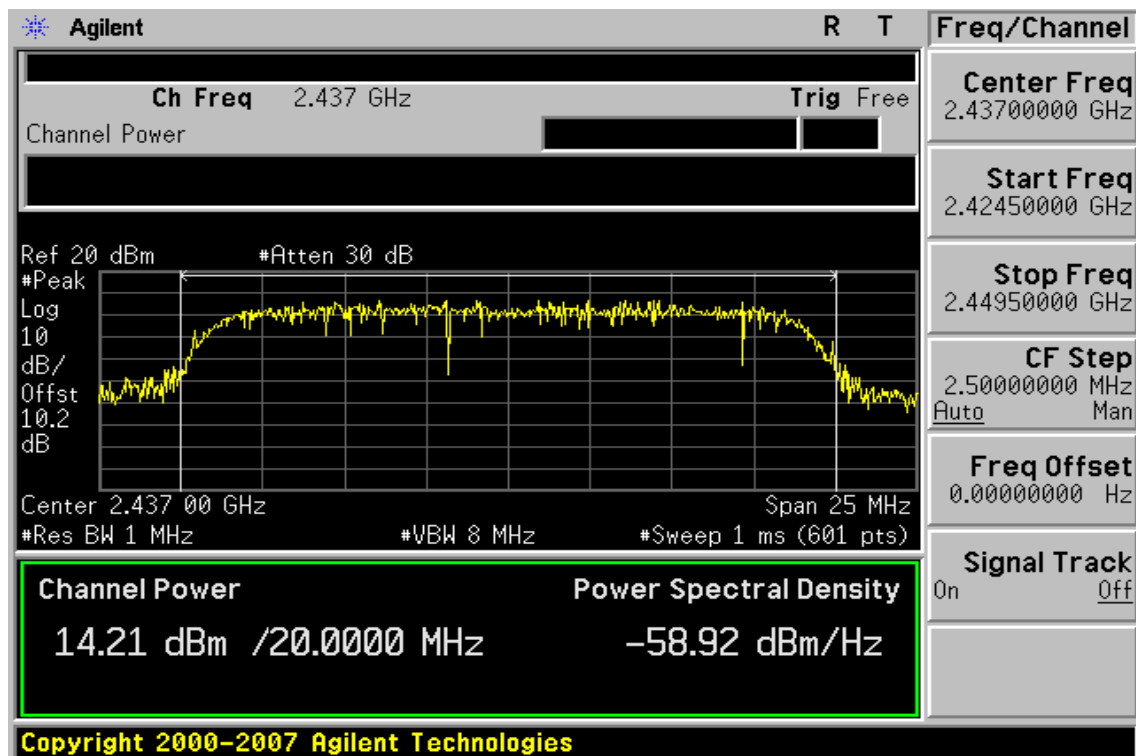 Agilent R T
Freq/Channel
Ch Freq 2.437 GHz Trig Free
Channel Power
Center Freq
2.43700000 GHz
Start Freq
2.42450000 GHz
Stop Freq
2.44950000 GHz
CF Step
2.50000000 MHz
Auto Man
Freq Offset
0.00000000 Hz
Signal Track
On Off
Ref 20 dBm #Atten 30 dB
#Peak
Log
10
dB/
Offst
10.2
dB
Center 2.437 00 GHz Span 25 MHz
#Res BW 1 MHz #VBW 8 MHz #Sweep 1 ms (601 pts)
Channel Power Power Spectral Density
14.21 dBm /20.0000 MHz -58.92 dBm/Hz
Copyright 2000-2007 Agilent Technologies